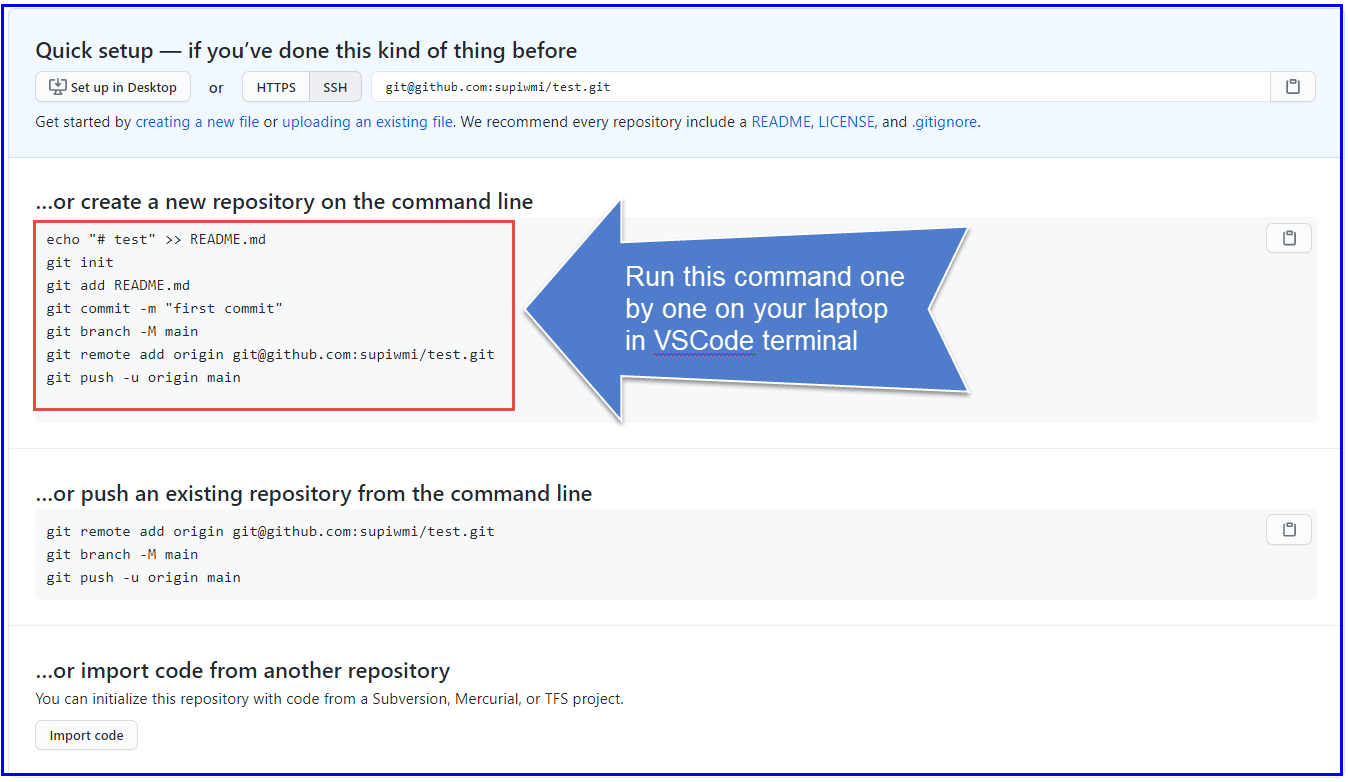 Quick setup — if you’ve done this kind of thing before
Set up in Desktop or HTTPS SSH git@github.com:supiwmi/test.git
Get started by creating a new file or uploading an existing file. We recommend every repository include a README, LICENSE, and .gitignore.
…or create a new repository on the command line
echo "# test" >> README.md
git init
git add README.md
git commit -m "first commit"
git branch -M main
git remote add origin git@github.com:supiwmi/test.git
git push -u origin main
Run this command one
by one on your laptop
in VSCode terminal
…or push an existing repository from the command line
git remote add origin git@github.com:supiwmi/test.git
git branch -M main
git push -u origin main
…or import code from another repository
You can initialize this repository with code from a Subversion, Mercurial, or TFS project.
Import code